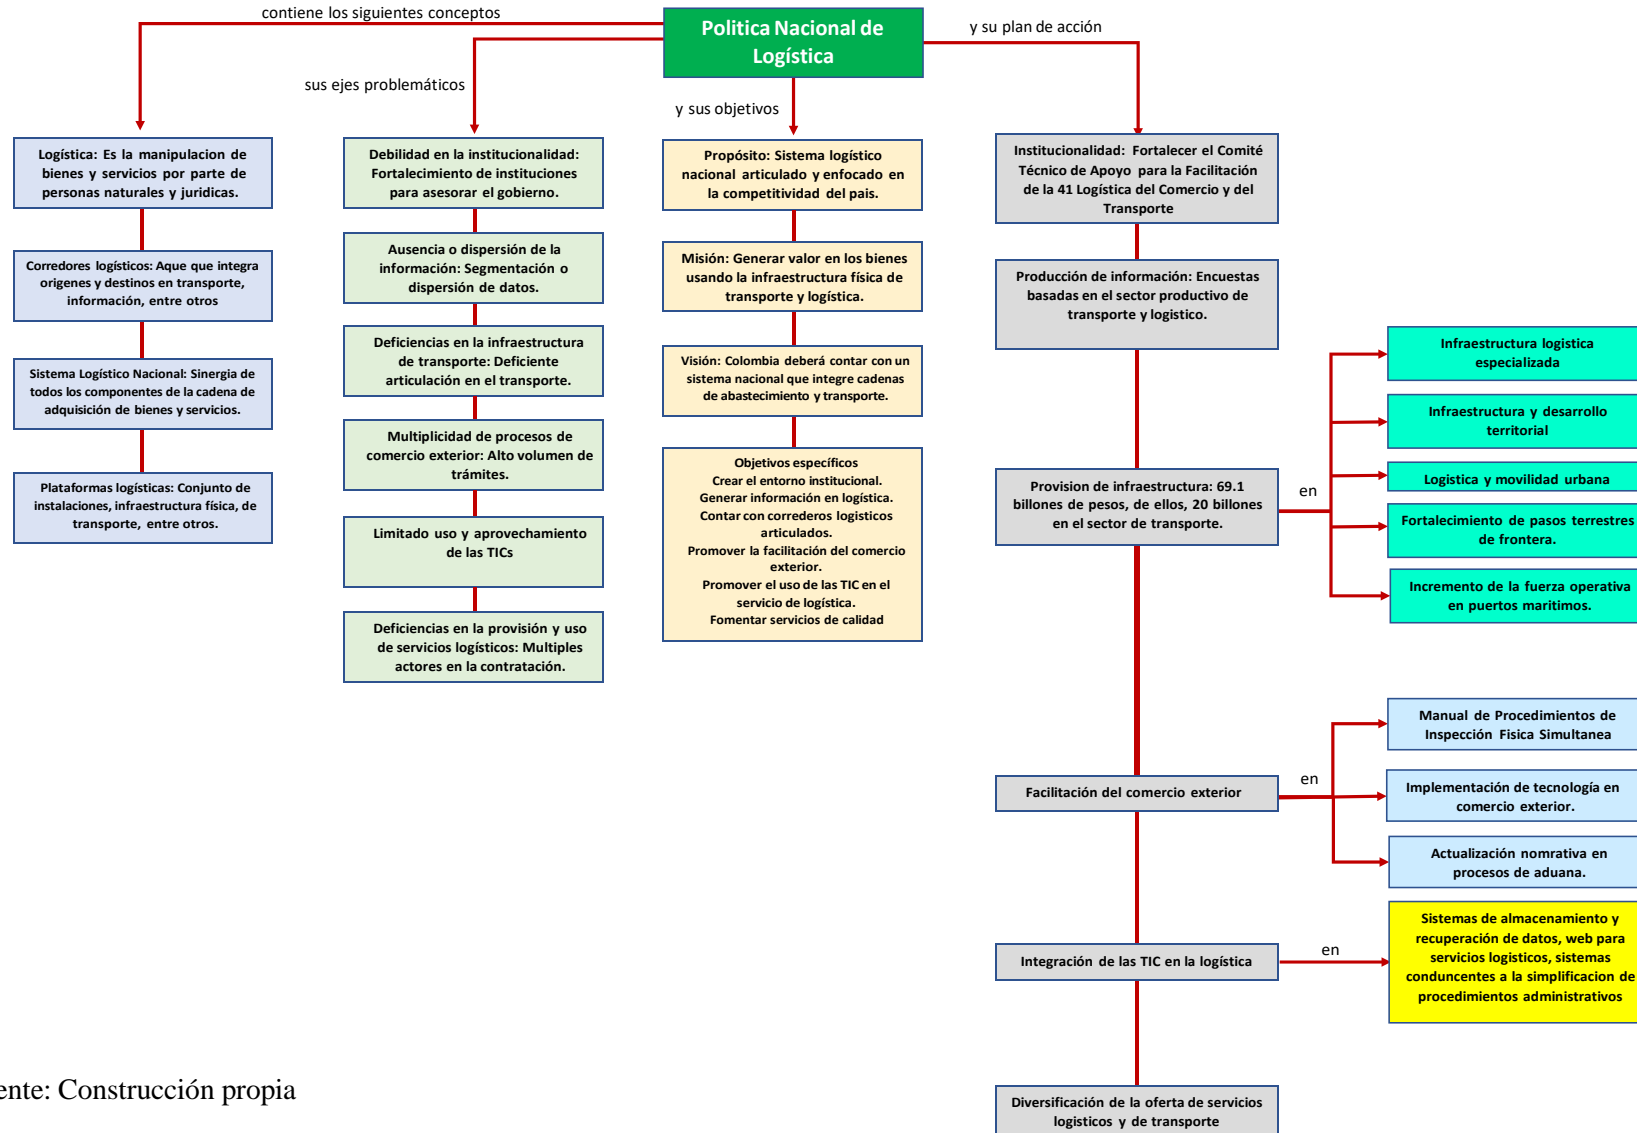 contiene los siguientes conceptos
Politica Nacional de
Logística
y su plan de acción
sus ejes problemáticos
y sus objetivos
Logística: Es la manipulacion de
bienes y servicios por parte de
personas naturales y juridicas.
Corredores logísticos: Aque que integra
origenes y destinos en transporte,
información, entre otros
Sistema Logístico Nacional: Sinergia de
todos los componentes de la cadena de
adquisición de bienes y servicios.
Plataformas logísticas: Conjunto de
instalaciones, infraestructura física, de
transporte, entre otros.
Debilidad en la institucionalidad:
Fortalecimiento de instituciones
para asesorar el gobierno.
Ausencia o dispersión de la
información: Segmentación o
dispersión de datos.
Deficiencias en la infraestructura
de transporte: Deficiente
articulación en el transporte.
Multiplicidad de procesos de
comercio exterior: Alto volumen de
trámites.
Limitado uso y aprovechamiento
de las TICs
Deficiencias en la provisión y uso
de servicios logísticos: Multiples
actores en la contratación.
Propósito: Sistema logístico
nacional articulado y enfocado en
la competitividad del pais.
Misión: Generar valor en los bienes
usando la infraestructura física de
transporte y logística.
Visión: Colombia deberá contar con un
sistema nacional que integre cadenas
de abastecimiento y transporte.
Objetivos específicos
Crear el entorno institucional.
Generar información en logística.
Contar con correderos logisticos
articulados.
Promover la facilitación del comercio
exterior.
Promover el uso de las TIC en el
servicio de logística.
Fomentar servicios de calidad
Institucionalidad: Fortalecer el Comité
Técnico de Apoyo para la Facilitación
de la 41 Logística del Comercio y del
Transporte
Producción de información: Encuestas
basadas en el sector productivo de
transporte y logistico.
Provision de infraestructura: 69.1
billones de pesos, de ellos, 20 billones
en el sector de transporte.
en
Infraestructura logistica
especializada
Infraestructura y desarrollo
territorial
Logistica y movilidad urbana
Fortalecimiento de pasos terrestres
de frontera.
Incremento de la fuerza operativa
en puertos maritimos.
Facilitación del comercio exterior
en
Manual de Procedimientos de
Inspección Fisica Simultanea
Implementación de tecnología en
comercio exterior.
Actualización nomrativa en
procesos de aduana.
Integración de las TIC en la logística
en
Sistemas de almacenamiento y
recuperación de datos, web para
servicios logisticos, sistemas
conduncentes a la simplificacion de
procedimientos administrativos
Diversificación de la oferta de servicios
logisticos y de transporte
ente: Construcción propia